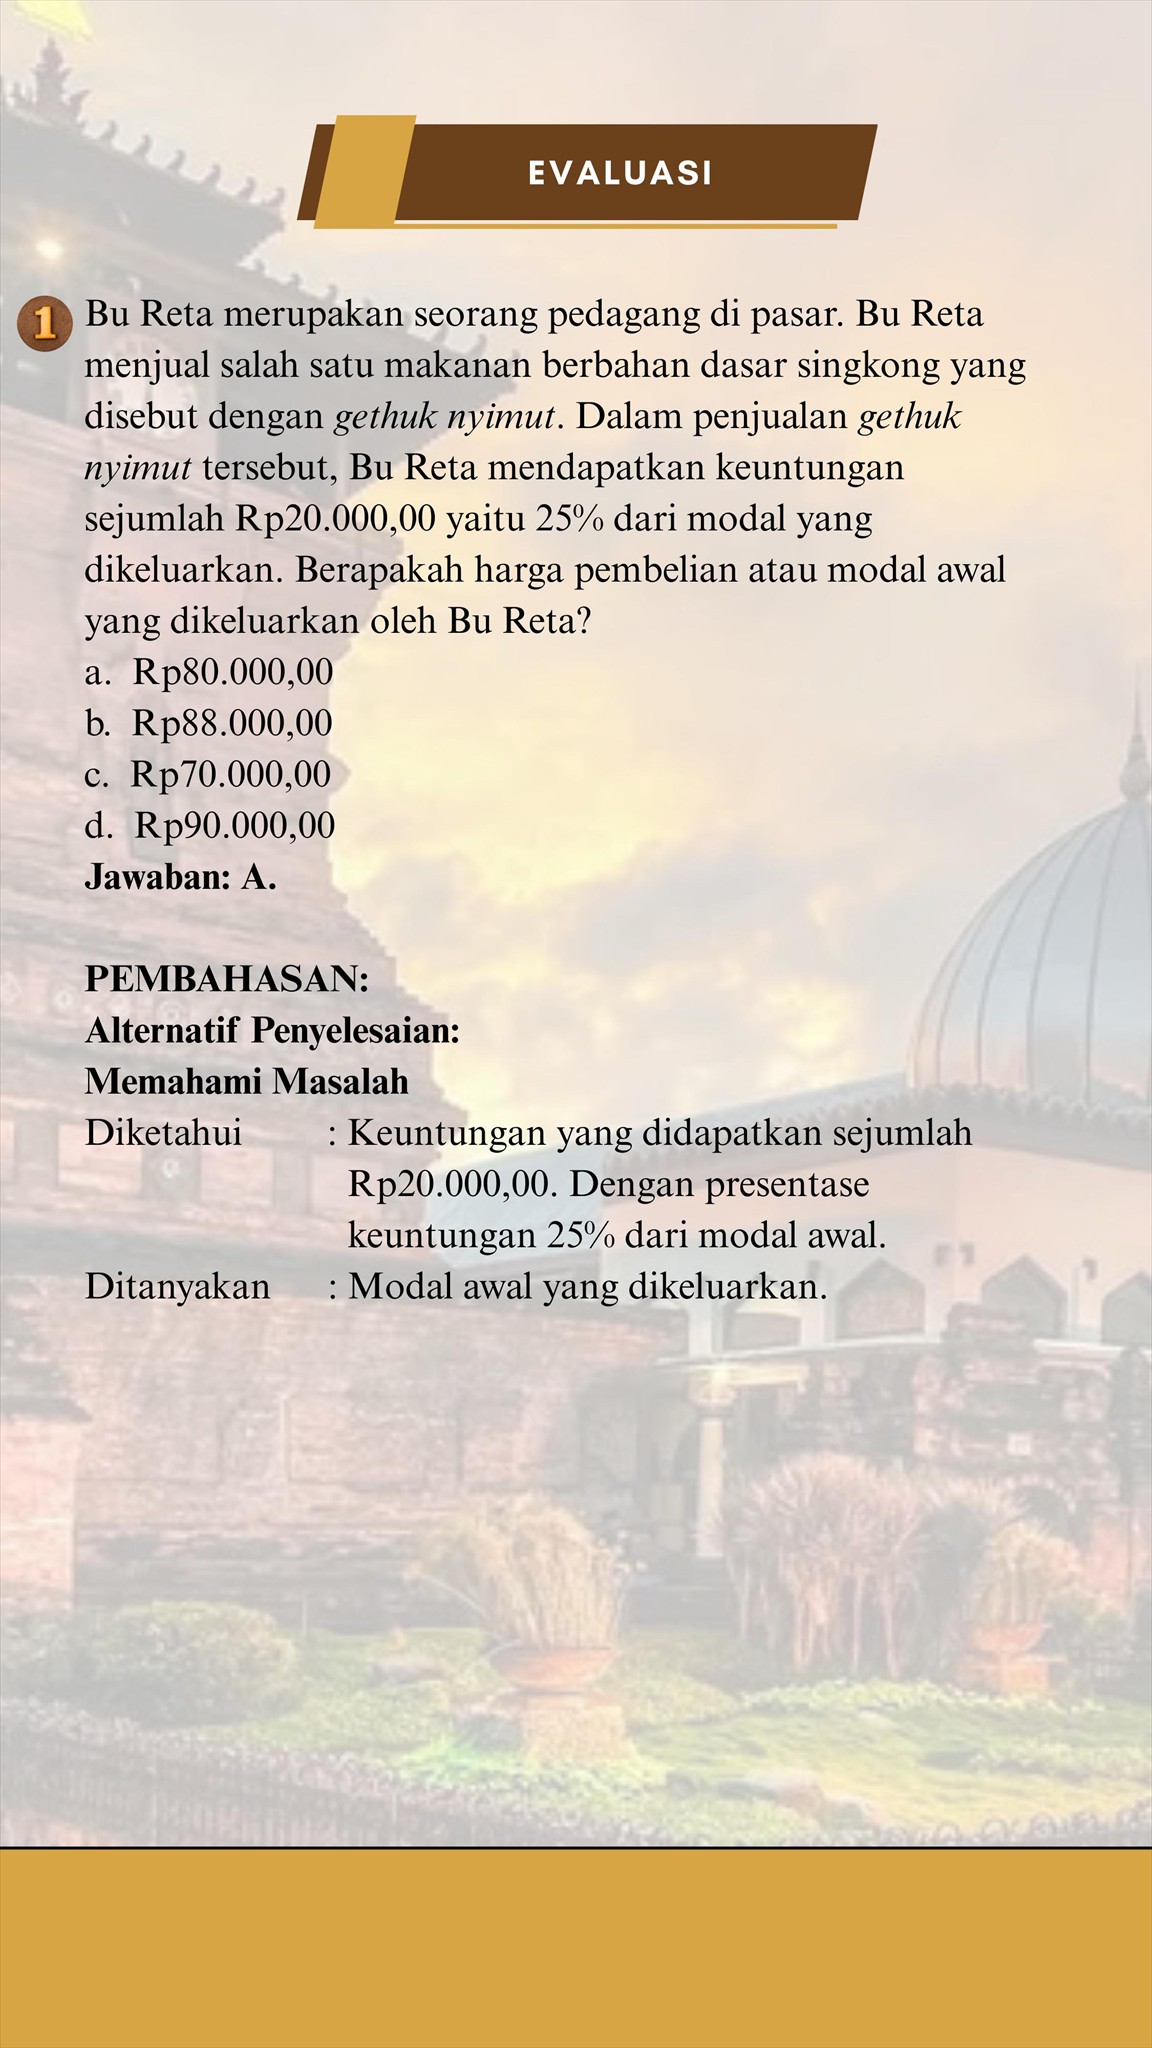 EVALUASI
1
Bu Reta merupakan seorang pedagang di pasar. Bu Reta
menjual salah satu makanan berbahan dasar singkong yang
disebut dengan gethuk nyimut. Dalam penjualan gethuk
nyimut tersebut, Bu Reta mendapatkan keuntungan
sejumlah Rp20.000,00 yaitu 25% dari modal yang
dikeluarkan. Berapakah harga pembelian atau modal awal
yang dikeluarkan oleh Bu Reta?
a. Rp80.000,00
b. Rp88.000,00
c. Rp70.000,00
d. Rp90.000,00
Jawaban: A.
PEMBAHASAN:
Alternatif Penyelesaian:
Memahami Masalah
Diketahui : Keuntungan yang didapatkan sejumlah
Rp20.000,00. Dengan presentase
keuntungan 25% dari modal awal.
Ditanyakan : Modal awal yang dikeluarkan.